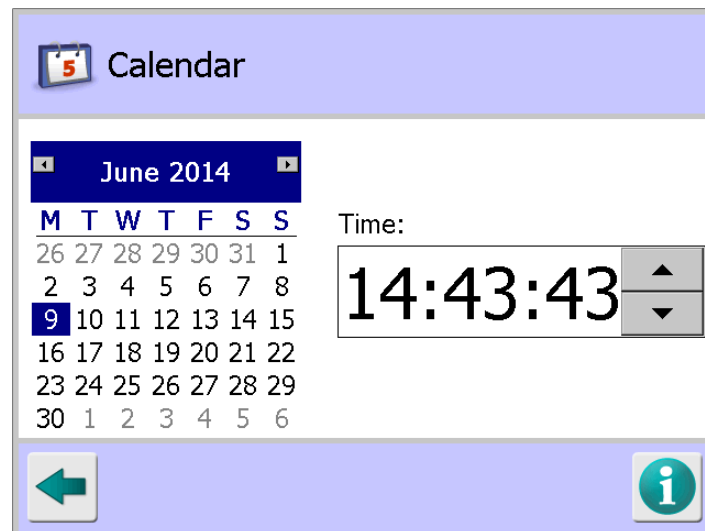 5 Calendar
June 2014
M T W T F S S
26 27 28 29 30 31 1
2 3 4 5 6 7 8
9 10 11 12 13 14 15
16 17 18 19 20 21 22
23 24 25 26 27 28 29
30 1 2 3 4 5 6
Time:
14:43:43
i